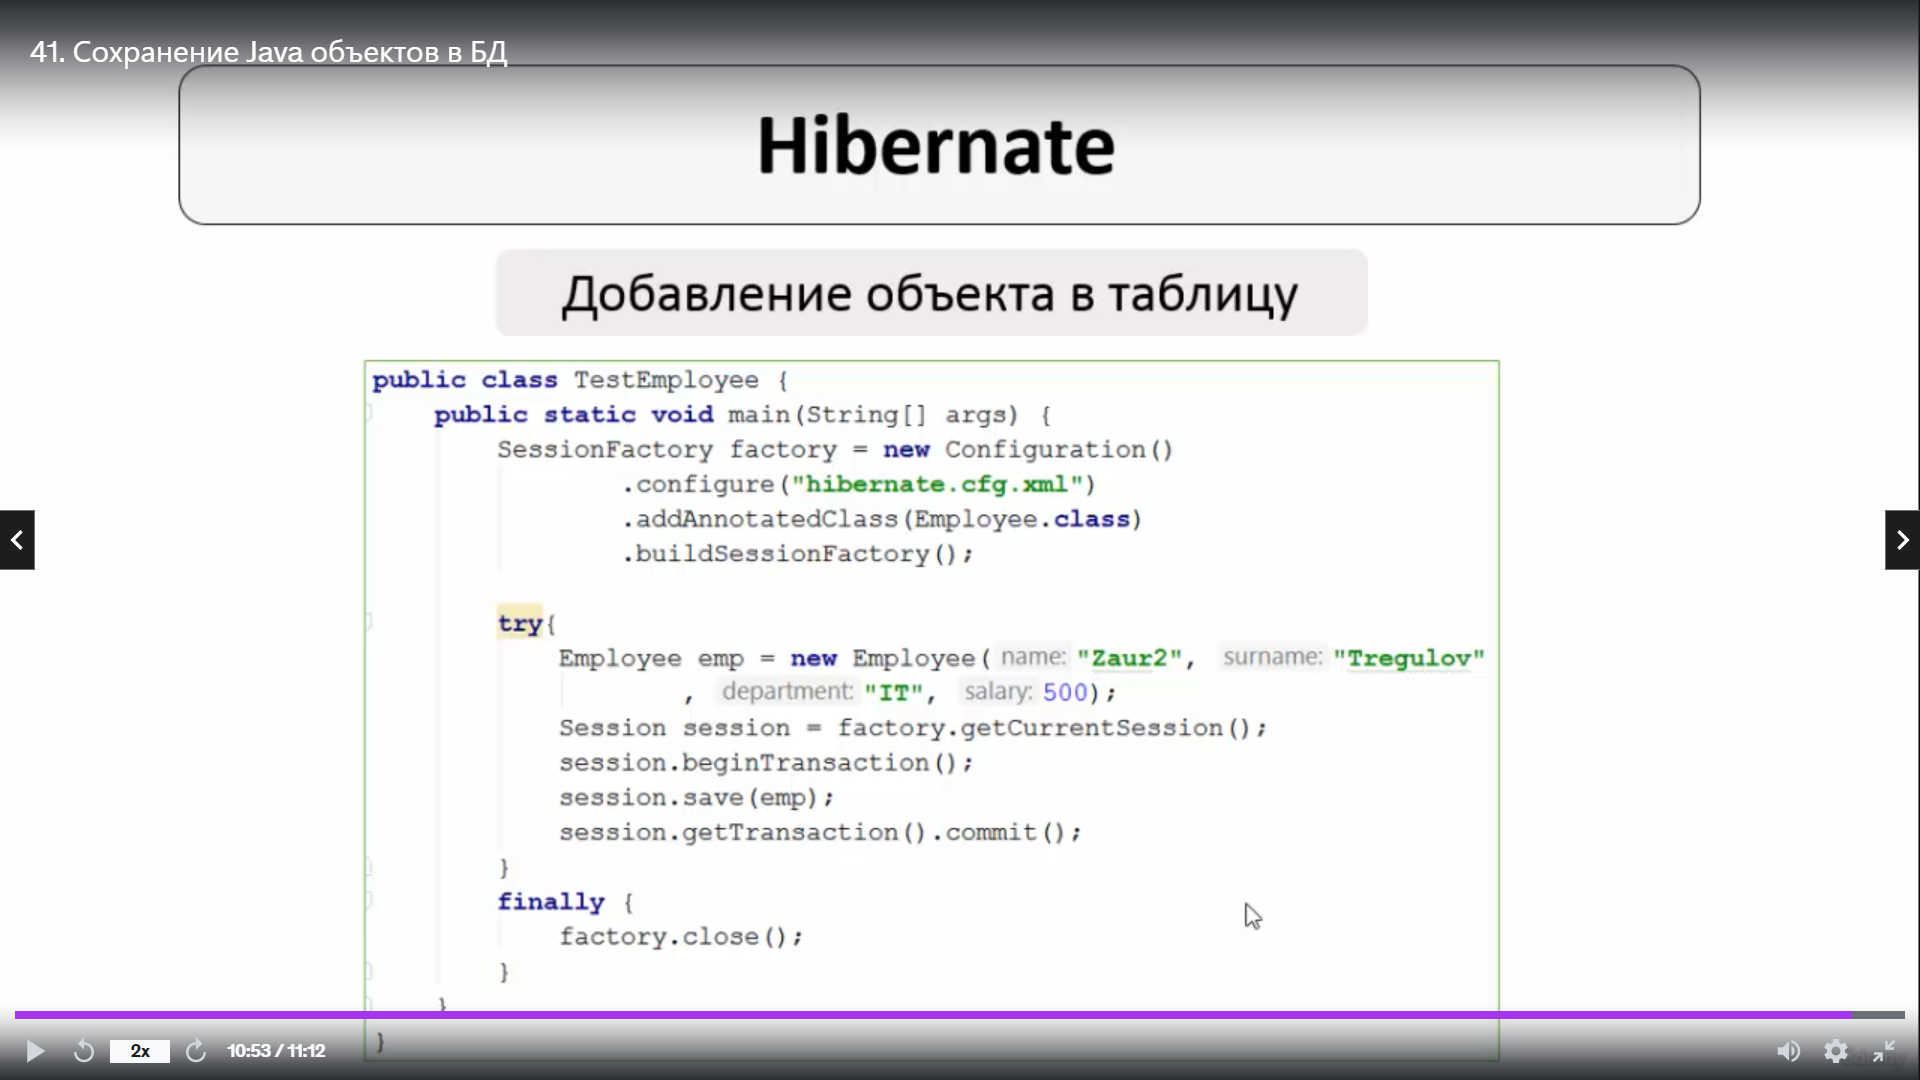 41. Сохранение Java объектов в БД
Hibernate
Добавление объекта в таблицу
public class TestEmployee {
public static void main(String[] args) {
SessionFactory factory = new Configuration()
.configure("hibernate.cfg.xml")
.addAnnotatedClass(Employee.class)
.buildSessionFactory();
try{
Employee emp = new Employee( name: "Zaur2", surname: "Tregulov"
, department: "IT", salary: 500);
Session session = factory.getCurrentSession();
session.beginTransaction();
session.save(emp);
session.getTransaction().commit();
}
finally {
factory.close();
}
}
}
2x
10:53 / 11:12